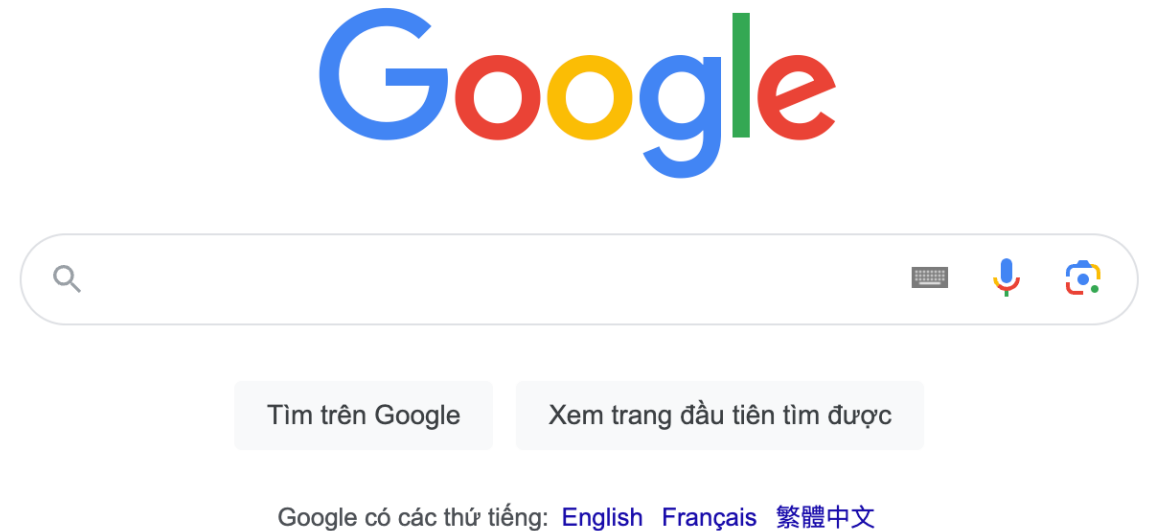 Google
Tìm trên Google Xem trang đầu tiên tìm được
Google có các thứ tiếng: English Français 繁體中文